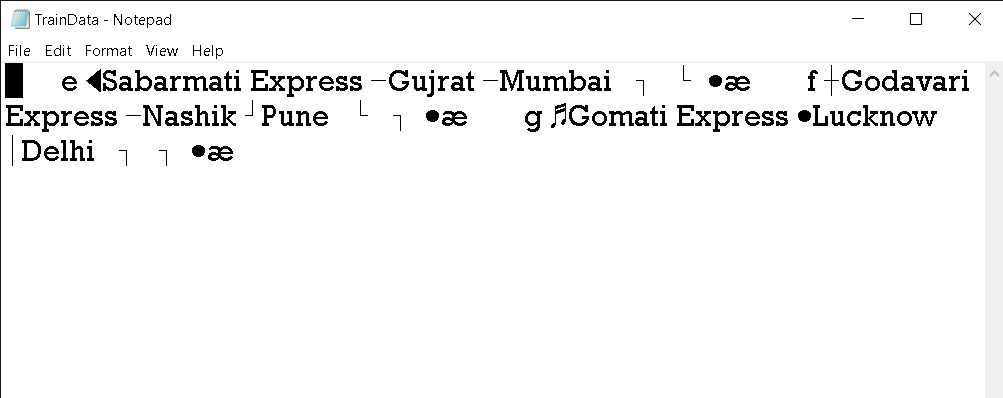 TrainData - Notepad
File Edit Format View Help
█ e ◄Sabarmati Express ─Gujrat ─Mumbai ┐ └ ●æ f ┼Godavari
Express ─Nashik ┘Pune └ ┐ ●æ g ♬Gomati Express ●Lucknow
│Delhi ┐ ┐ ●æ